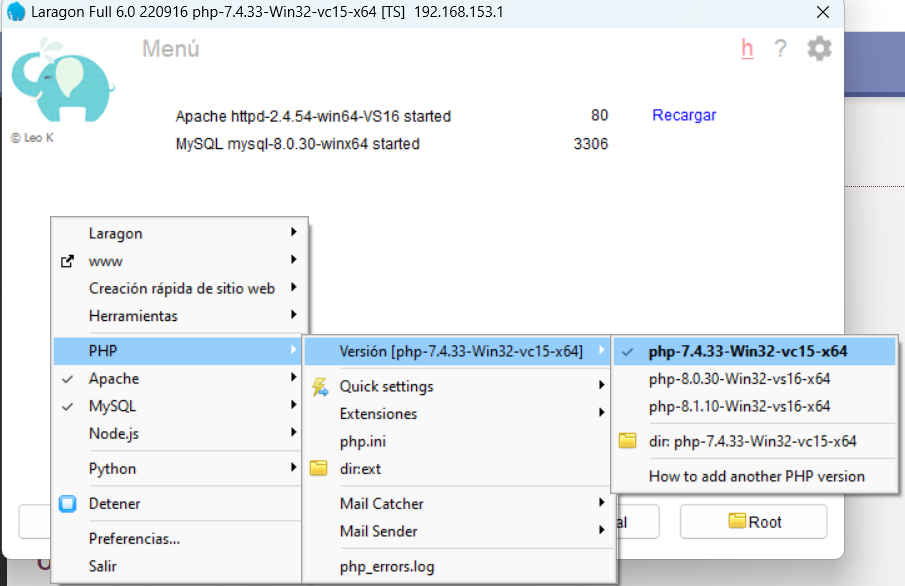 Laragon Full 6.0 220916 php-7.4.33-Win32-vc15-x64 [TS] 192.168.153.1
Menú
h ?
Apache httpd-2.4.54-win64-VS16 started 80 Recargar
© Leo K
MySQL mysql-8.0.30-winx64 started 3306
Laragon
www
Creación rápida de sitio web
Herramientas
PHP
Apache
MySQL
Node.js
Python
Detener
Preferencias...
Salir
Versión [php-7.4.33-Win32-vc15-x64]
Quick settings
Extensiones
php.ini
dir:ext
Mail Catcher
Mail Sender
php_errors.log
php-7.4.33-Win32-vc15-x64
php-8.0.30-Win32-vs16-x64
php-8.1.10-Win32-vs16-x64
dir: php-7.4.33-Win32-vc15-x64
How to add another PHP version
Root